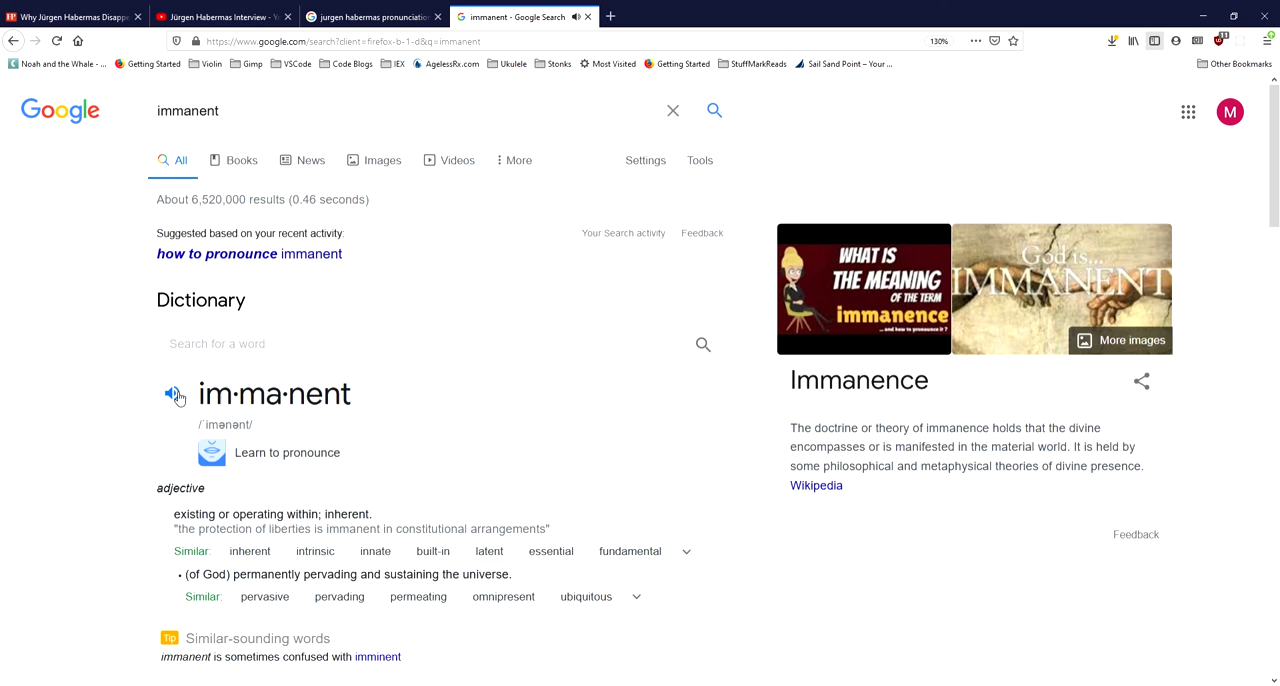 Why Jürgen Habermas Disappe
Jürgen Habermas Interview - Y
jurgen habermas pronunciation
immanent - Google Search
https://www.google.com/search?client=firefox-b-1-d&q=immanent
130%
11
Noah and the Whale - ...
Getting Started
Violin
Gimp
VSCode
Code Blogs
IEX
AgelessRx.com
Ukulele
Stonks
Most Visited
Getting Started
StuffMarkReads
Sail Sand Point – Your ...
Other Bookmarks
Google
immanent
M
All
Books
News
Images
Videos
More
Settings
Tools
About 6,520,000 results (0.46 seconds)
Suggested based on your recent activity:
Your Search activity
Feedback
how to pronounce immanent
Dictionary
Search for a word
im·ma·nent
/ˈimənənt/
Learn to pronounce
adjective
existing or operating within; inherent.
"the protection of liberties is immanent in constitutional arrangements"
Similar: inherent intrinsic innate built-in latent essential fundamental
• (of God) permanently pervading and sustaining the universe.
Similar: pervasive pervading permeating omnipresent ubiquitous
Tip Similar-sounding words
immanent is sometimes confused with imminent
WHAT IS
THE MEANING
OF THE TERM
immanence
...and how to pronounce it ?
God is...
IMMANENT
More images
Immanence
The doctrine or theory of immanence holds that the divine
encompasses or is manifested in the material world. It is held by
some philosophical and metaphysical theories of divine presence.
Wikipedia
Feedback